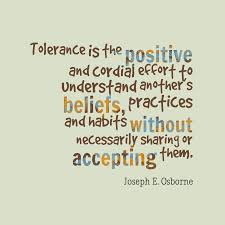 Tolerance is the positive
and cordial effort to
understand another's
beliefs, practices
and habits without
necessarily sharing or
accepting them.
Joseph E. Osborne